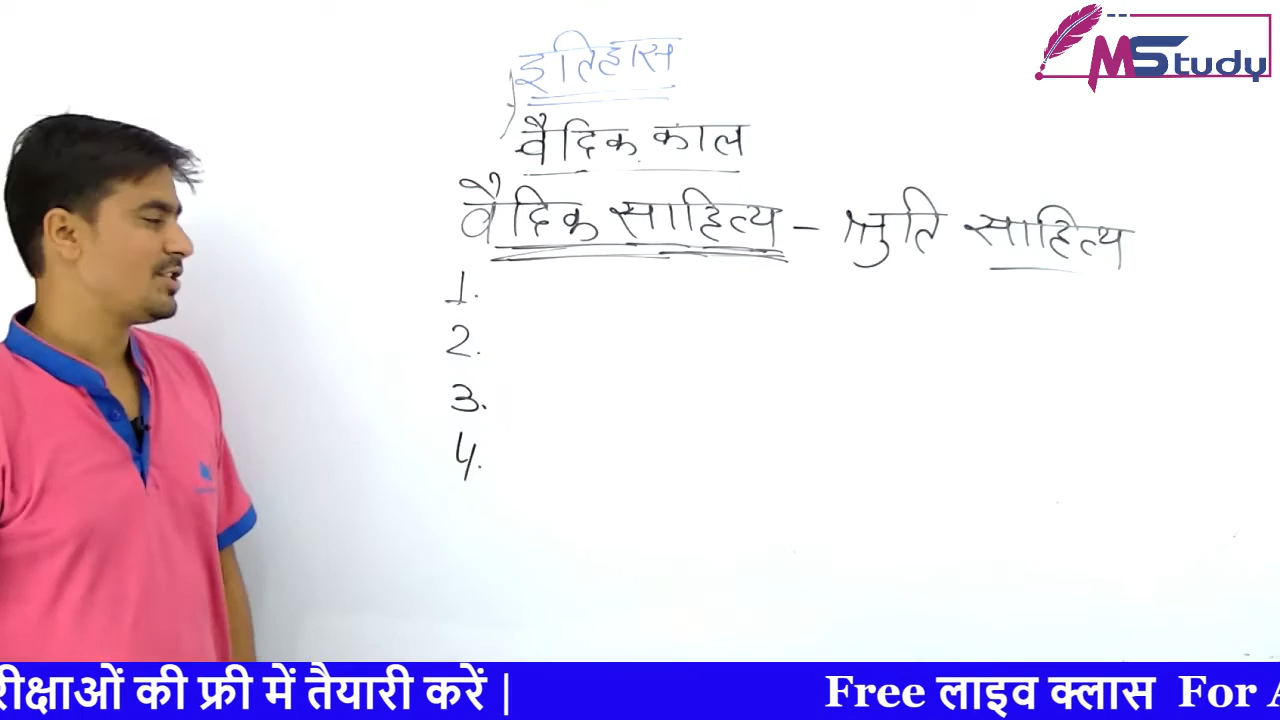 MStudy
इतिहास
वैदिक काल
वैदिक साहित्य - श्रुति साहित्य
1.
2.
3.
4.
रीक्षाओं की फ्री में तैयारी करें |
Free लाइव क्लास For A